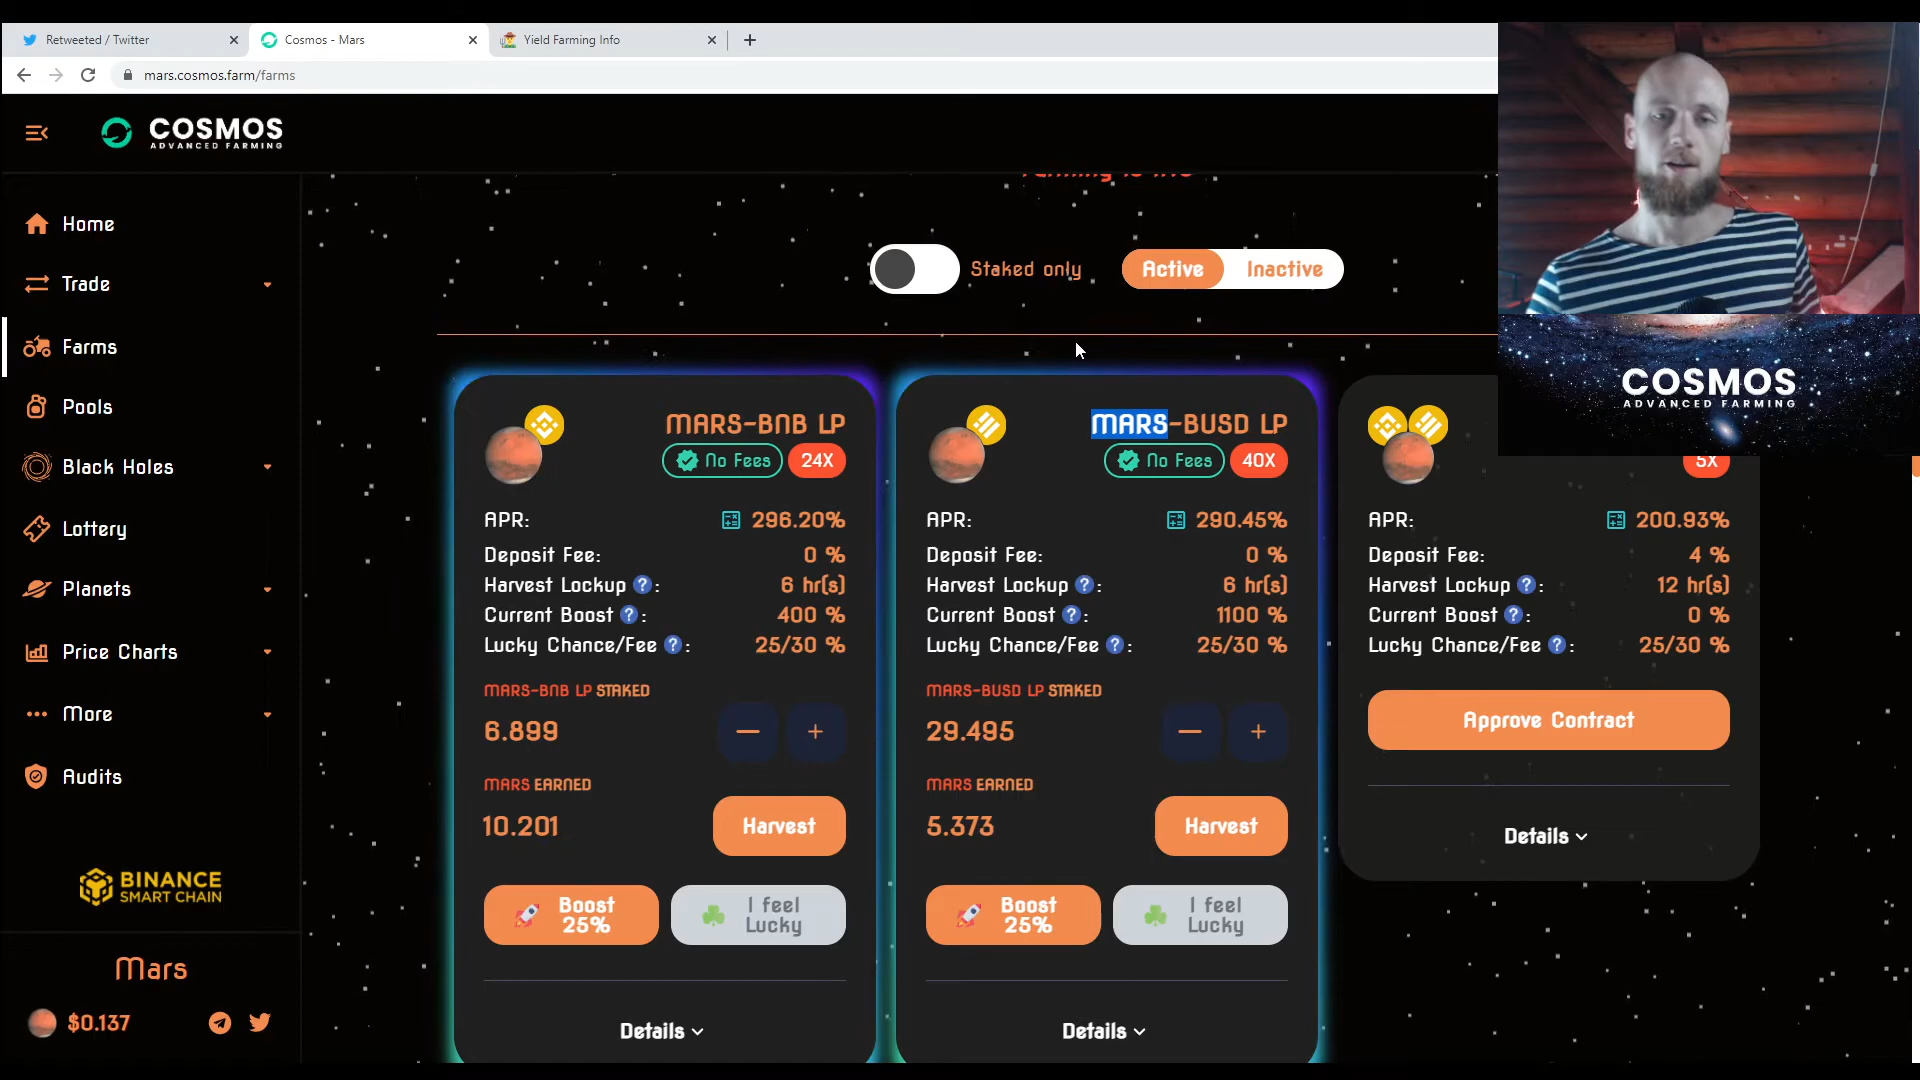 Retweeted / Twitter
Cosmos - Mars
Yield Farming Info
mars.cosmos.farm/farms
COSMOS
ADVANCED FARMING
Home
Trade
Farms
Pools
Black Holes
Lottery
Planets
Price Charts
More
Audits
BINANCE
SMART CHAIN
Mars
$0.137
Staked only
Active
Inactive
MARS-BNB LP
No Fees
24X
APR:
296.20%
Deposit Fee:
0 %
Harvest Lockup ? :
6 hr(s)
Current Boost ? :
400 %
Lucky Chance/Fee ? :
25/30 %
MARS-BNB LP STAKED
6.899
— +
MARS EARNED
10.201
Harvest
Boost
25%
I feel
Lucky
Details
MARS-BUSD LP
No Fees
40X
APR:
290.45%
Deposit Fee:
0 %
Harvest Lockup ? :
6 hr(s)
Current Boost ? :
1100 %
Lucky Chance/Fee ? :
25/30 %
MARS-BUSD LP STAKED
29.495
— +
MARS EARNED
5.373
Harvest
Boost
25%
I feel
Lucky
Details
5X
APR:
200.93%
Deposit Fee:
4 %
Harvest Lockup ? :
12 hr(s)
Current Boost ? :
0 %
Lucky Chance/Fee ? :
25/30 %
Approve Contract
Details
COSMOS
ADVANCED FARMING